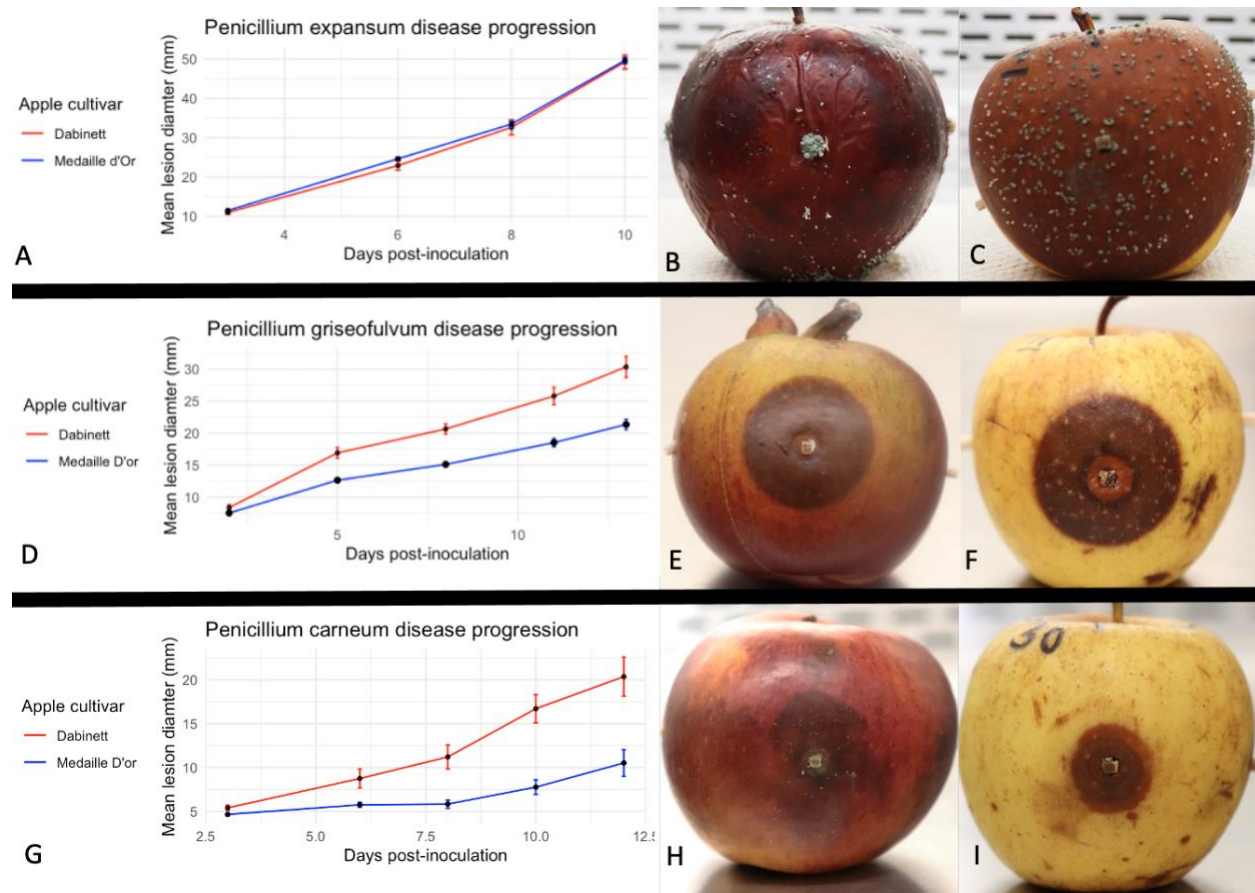 Penicillium expansum disease progression
Apple cultivar
Dabinett
Medaille d'Or
Mean lesion diamter (mm)
50
40
30
20
10
4
6
8
10
Days post-inoculation
A
B
C
Penicillium griseofulvum disease progression
Apple cultivar
Dabinett
Medaille D'or
Mean lesion diamter (mm)
30
25
20
15
10
5
10
Days post-inoculation
D
E
F
Penicillium carneum disease progression
Apple cultivar
Dabinett
Medaille D'or
Mean lesion diamter (mm)
20
15
10
5
2.5
5.0
7.5
10.0
12.5
Days post-inoculation
G
H
30
I